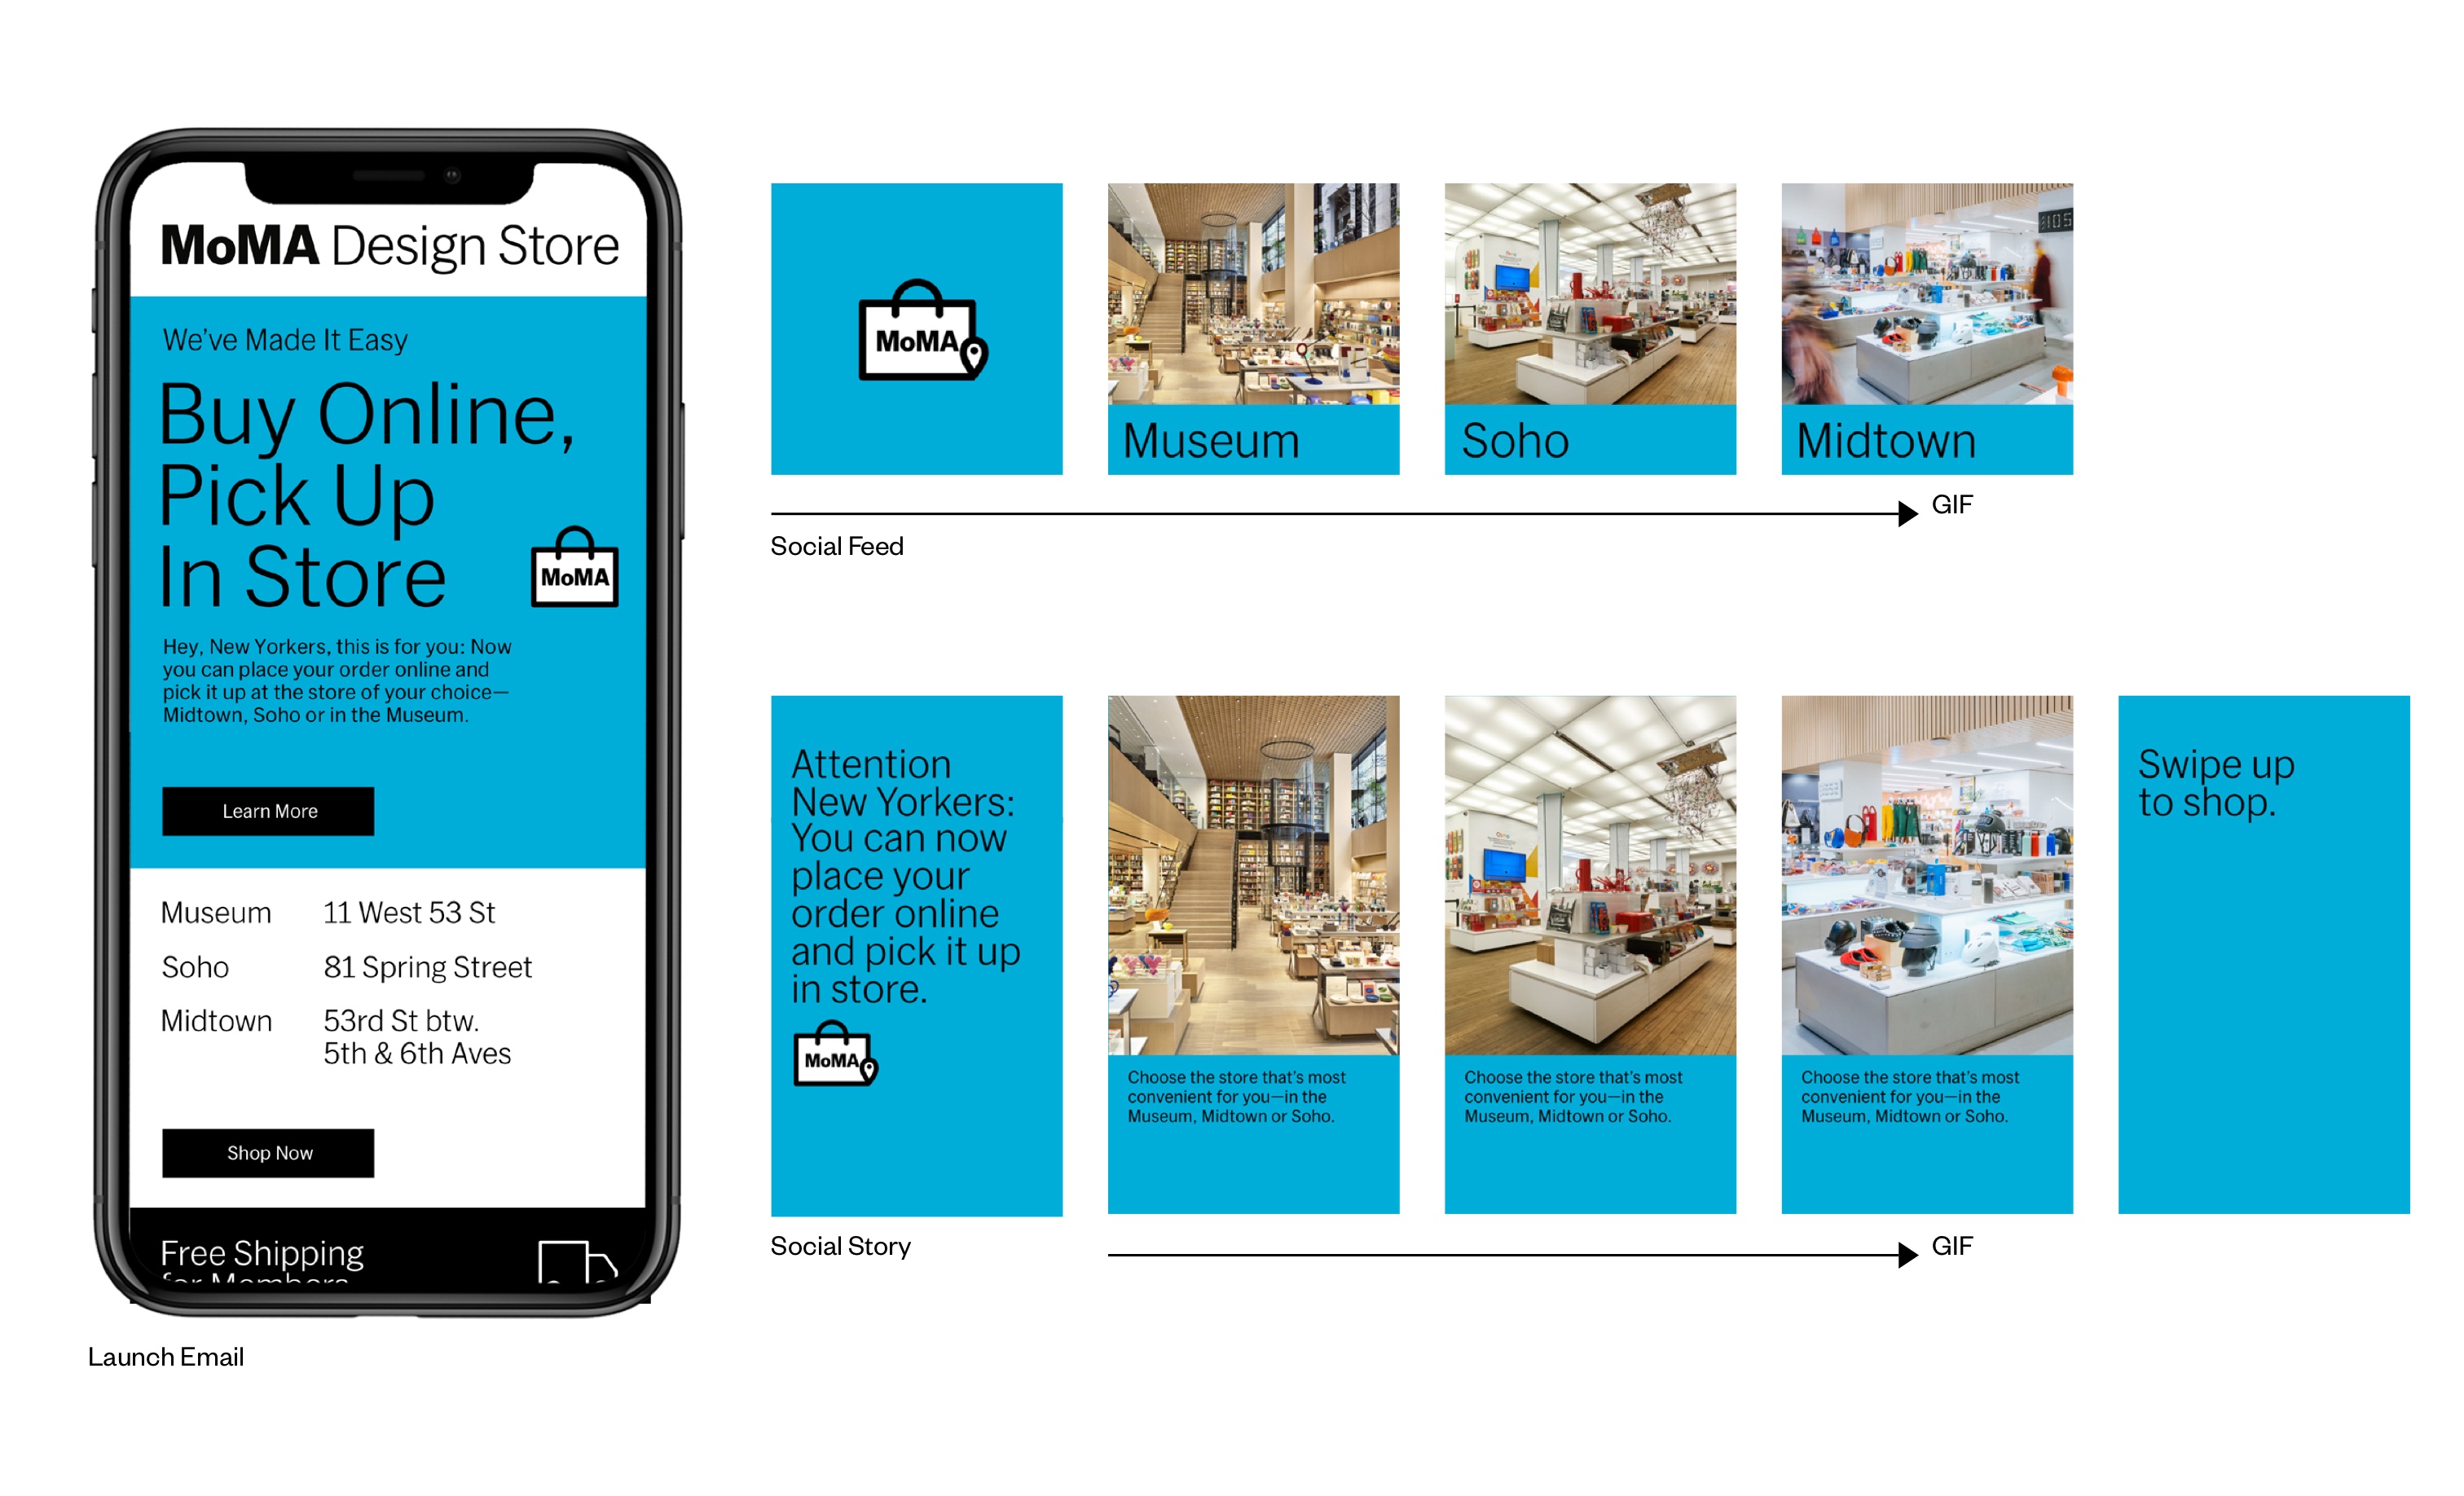 MoMA Design Store
We've Made It Easy
Buy Online,
Pick Up
In Store
MoMA
Hey, New Yorkers, this is for you: Now
you can place your order online and
pick it up at the store of your choice—
Midtown, Soho or in the Museum.
Learn More
Museum 11 West 53 St
Soho 81 Spring Street
Midtown 53rd St btw.
5th & 6th Aves
Shop Now
Free Shipping
for Members
Launch Email
MoMA
Museum
Soho
Midtown
GIF
Social Feed
Attention
New Yorkers:
You can now
place your
order online
and pick it up
in store.
MoMA
Choose the store that's most
convenient for you—in the
Museum, Midtown or Soho.
Choose the store that's most
convenient for you—in the
Museum, Midtown or Soho.
Choose the store that's most
convenient for you—in the
Museum, Midtown or Soho.
Swipe up
to shop.
Social Story
GIF